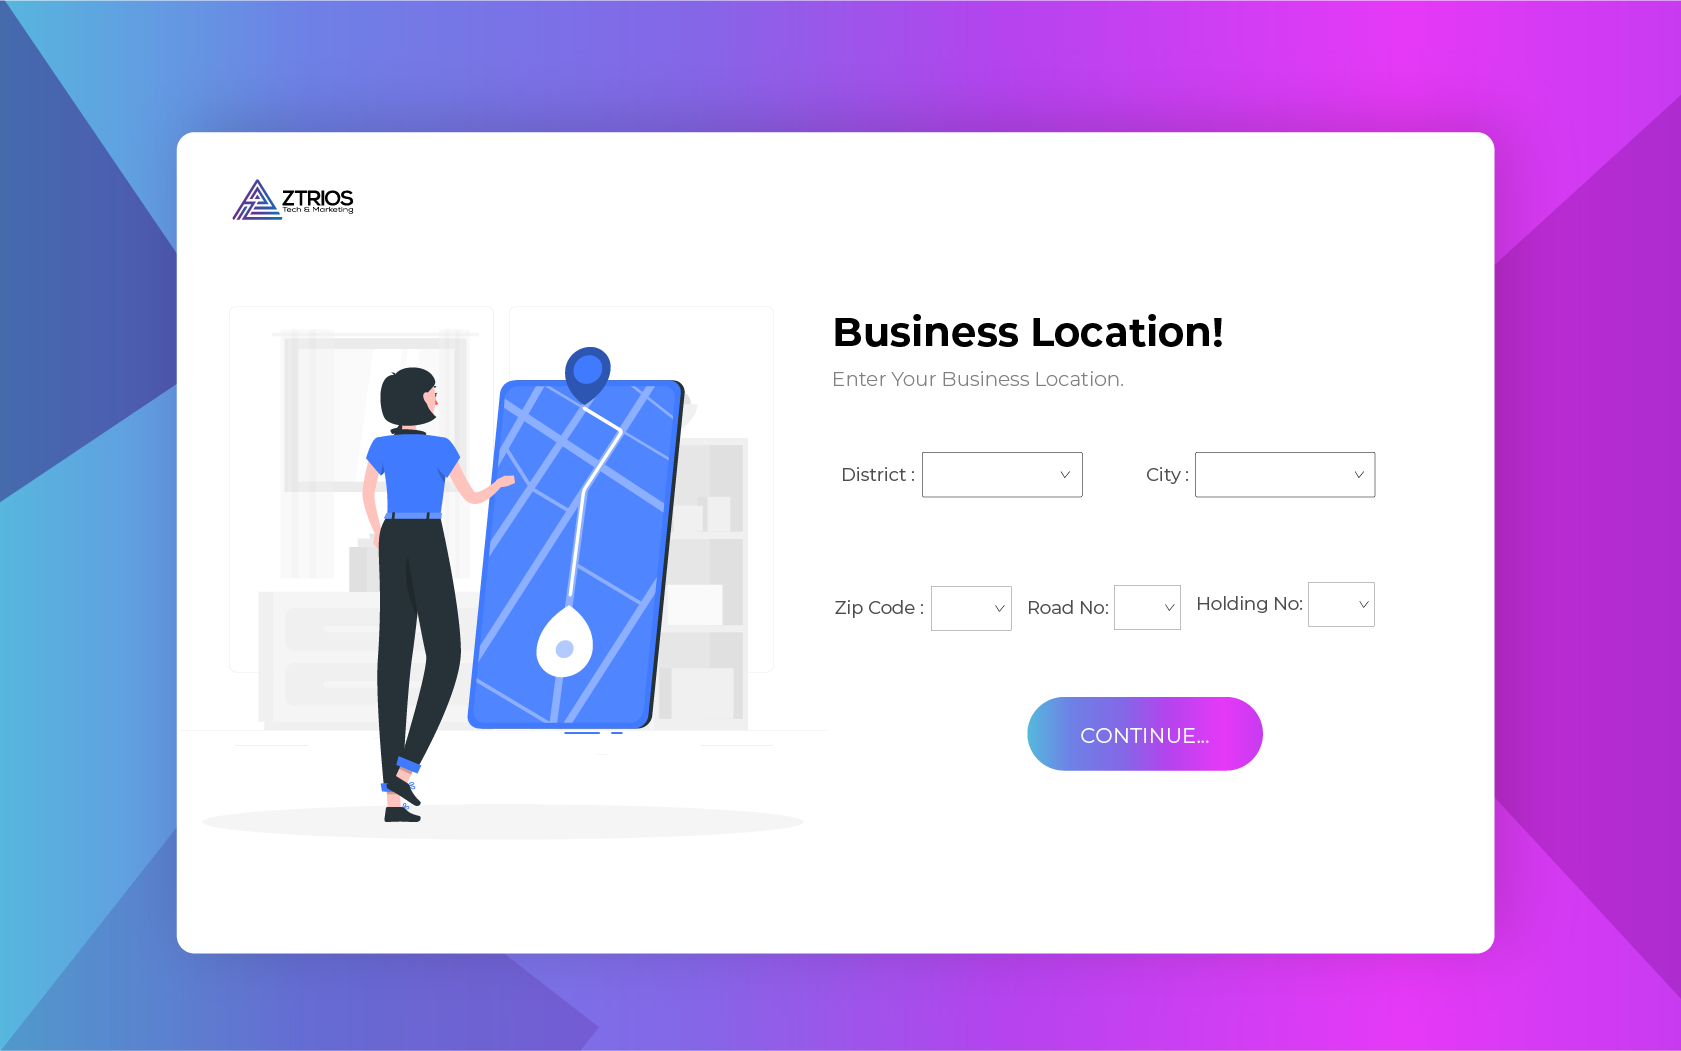 ZTRIOS
Tech & Marketing
Business Location!
Enter Your Business Location.
District :
City :
Zip Code :
Road No:
Holding No:
CONTINUE...